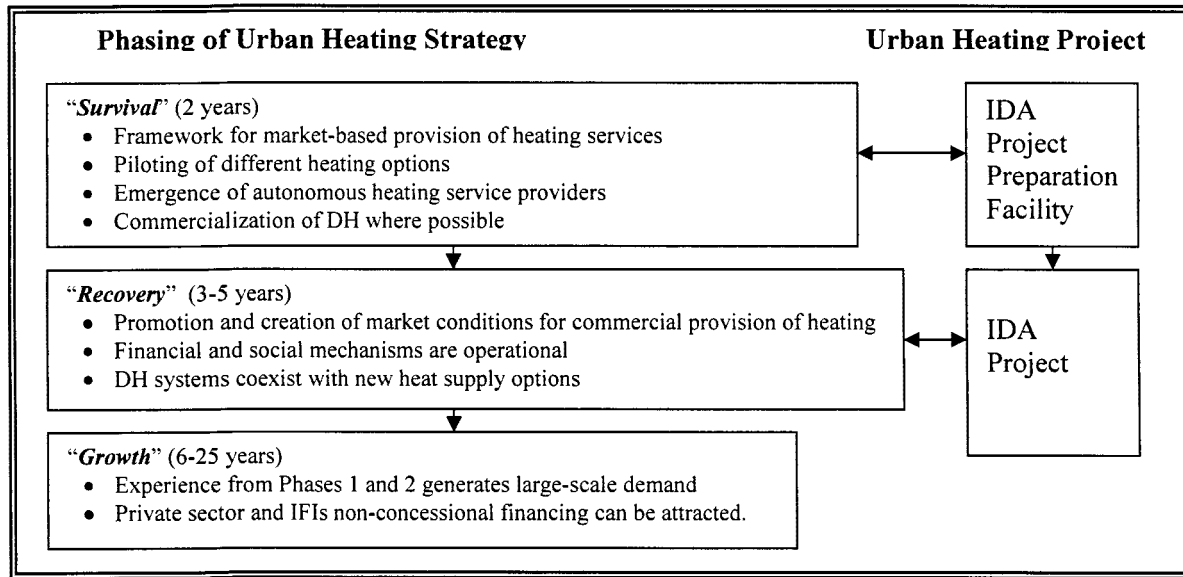 Phasing of Urban Heating Strategy
Urban Heating Project
“Survival” (2 years)
• Framework for market-based provision of heating services
• Piloting of different heating options
• Emergence of autonomous heating service providers
• Commercialization of DH where possible
IDA
Project
Preparation
Facility
“Recovery” (3-5 years)
• Promotion and creation of market conditions for commercial provision of heating
• Financial and social mechanisms are operational
• DH systems coexist with new heat supply options
IDA
Project
“Growth” (6-25 years)
• Experience from Phases 1 and 2 generates large-scale demand
• Private sector and IFIs non-concessional financing can be attracted.